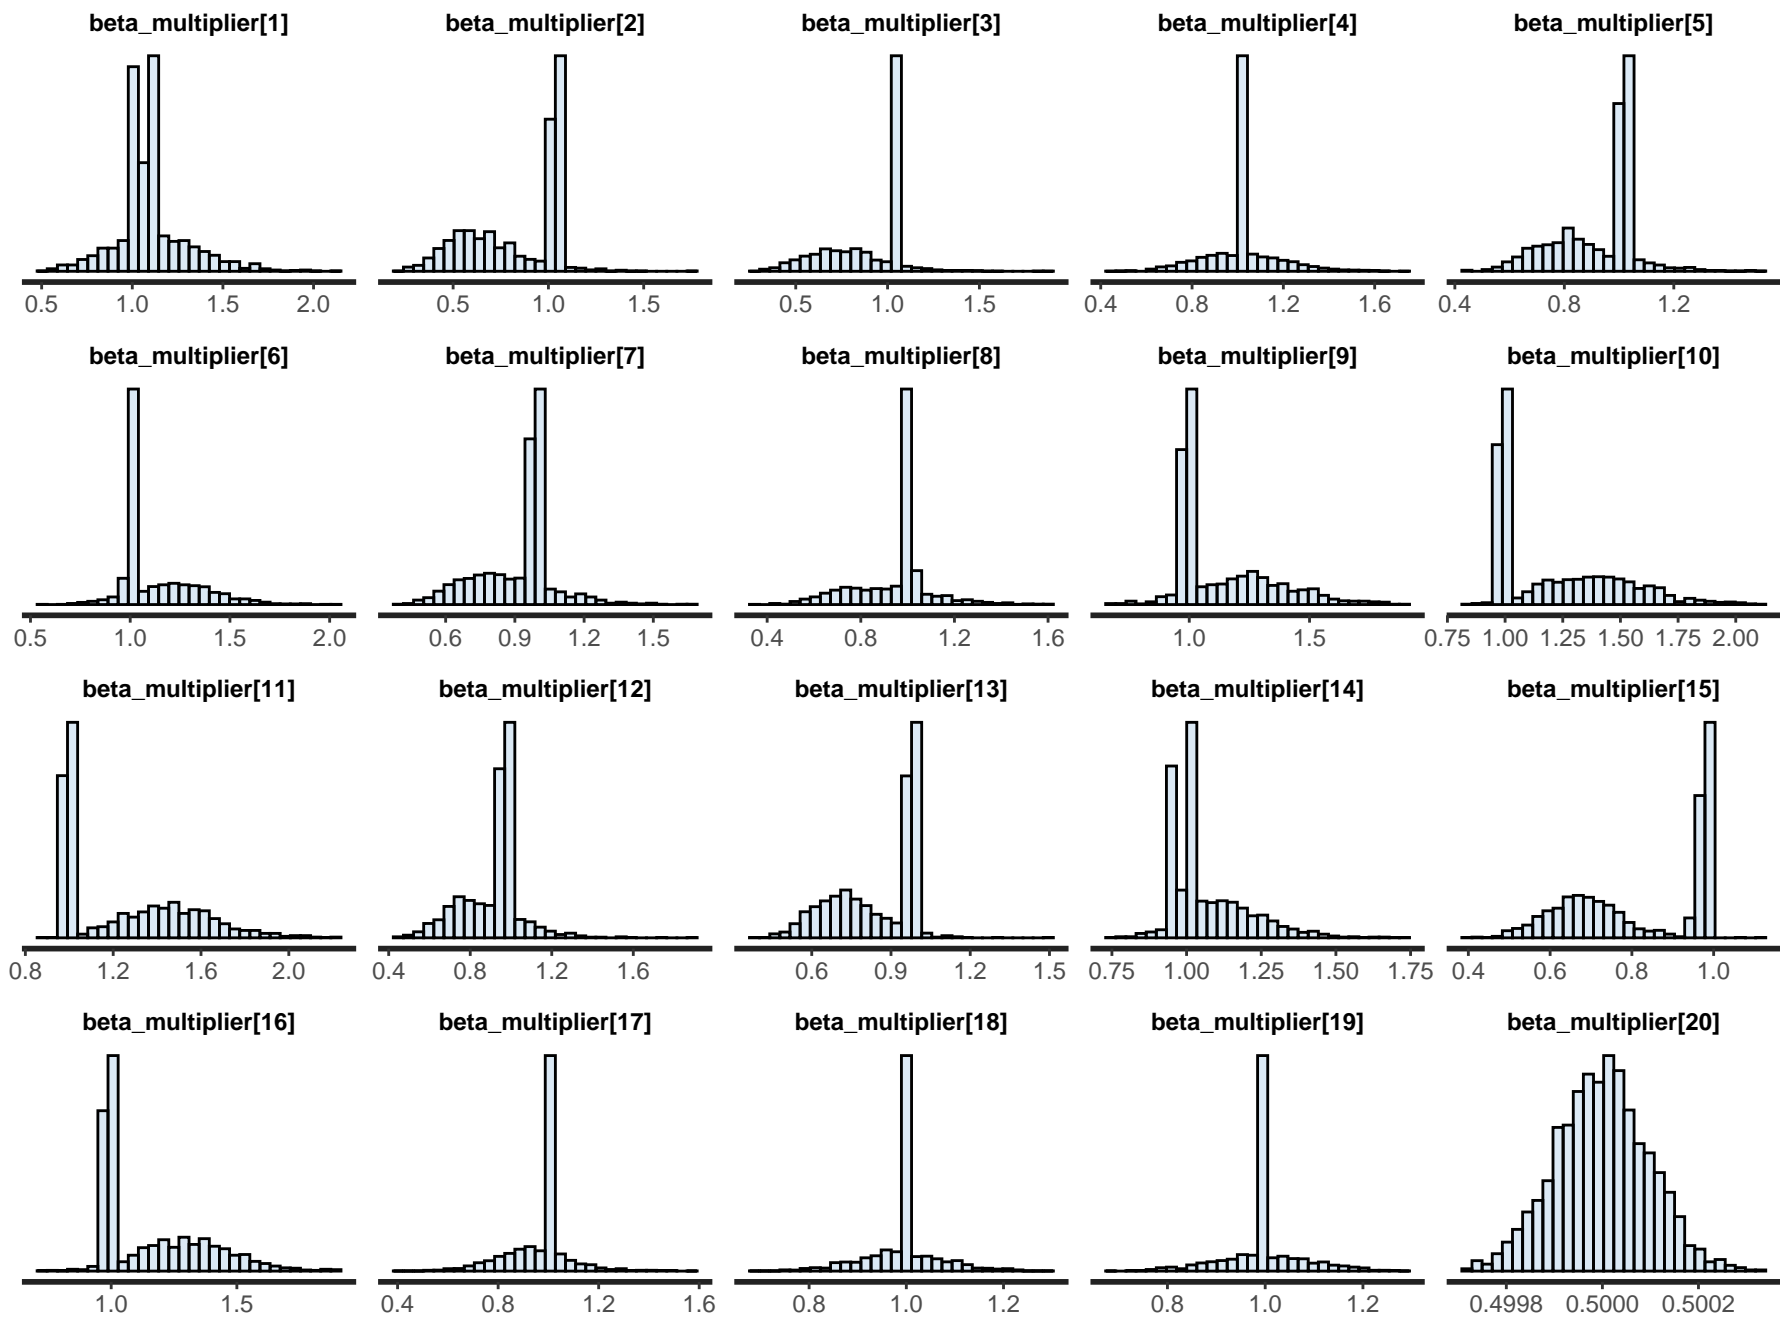 beta_multiplier[1] beta_multiplier[2] beta_multiplier[3] beta_multiplier[4] beta_multiplier[5]
0.5 1.0 1.5 2.0 0.5 1.0 1.5 0.5 1.0 1.5 0.4 0.8 1.2 1.6 0.4 0.8 1.2
beta_multiplier[6] beta_multiplier[7] beta_multiplier[8] beta_multiplier[9] beta_multiplier[10]
0.5 1.0 1.5 2.0 0.6 0.9 1.2 1.5 0.4 0.8 1.2 1.6 1.0 1.5 0.75 1.00 1.25 1.50 1.75 2.00
beta_multiplier[11] beta_multiplier[12] beta_multiplier[13] beta_multiplier[14] beta_multiplier[15]
0.8 1.2 1.6 2.0 0.4 0.8 1.2 1.6 0.6 0.9 1.2 1.5 0.75 1.00 1.25 1.50 1.75 0.4 0.6 0.8 1.0
beta_multiplier[16] beta_multiplier[17] beta_multiplier[18] beta_multiplier[19] beta_multiplier[20]
1.0 1.5 0.4 0.8 1.2 1.6 0.8 1.0 1.2 0.8 1.0 1.2 0.4998 0.5000 0.5002